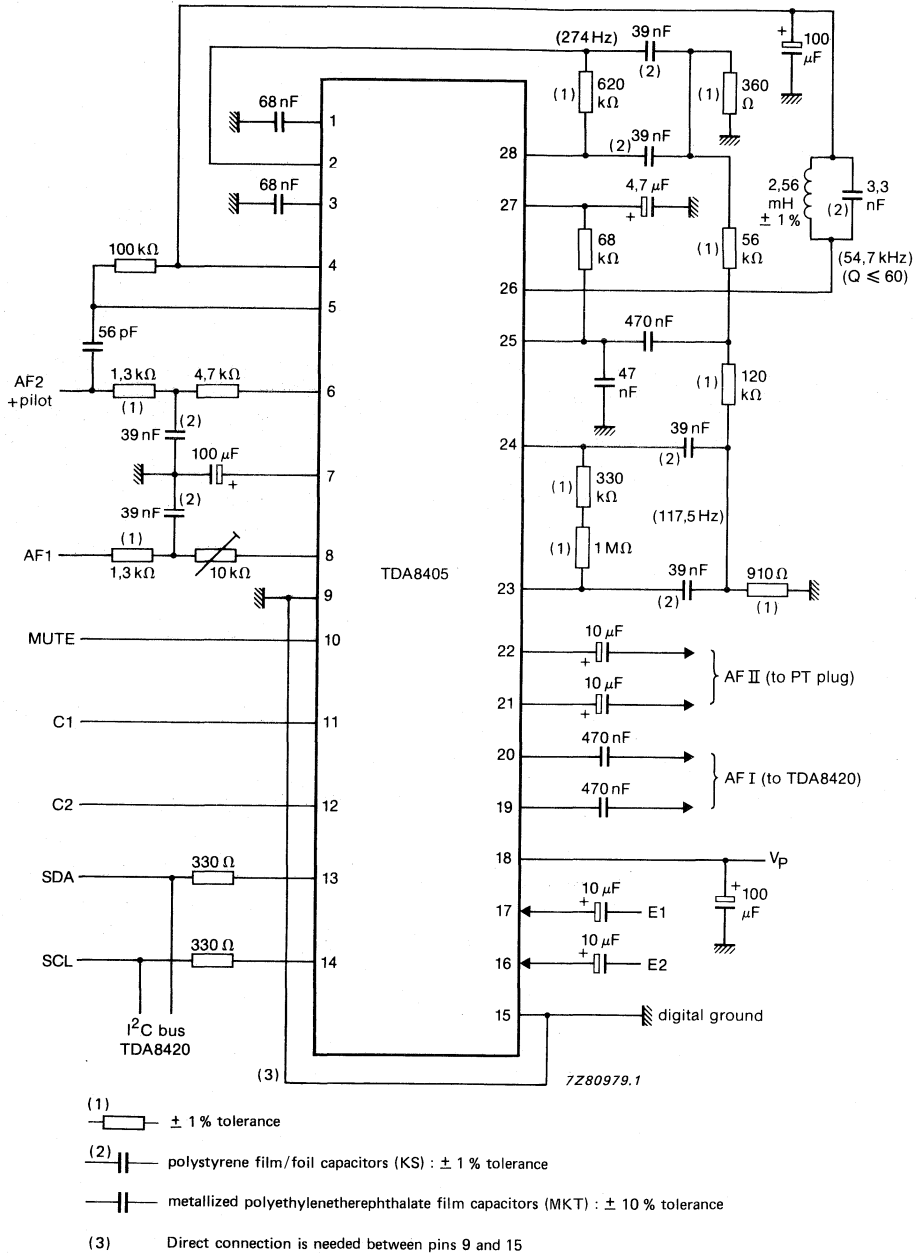 100 μF
+
(274 Hz)
39 nF
(2)
(1) 620 kΩ
(1) 360 Ω
68 nF
1
39 nF
(2)
28
2
68 nF
3
4,7 μF
+
27
2,56 mH ± 1%
(2)
3,3 nF
100 kΩ
4
68 kΩ
(1) 56 kΩ
(54,7 kHz)
(Q ⩽ 60)
26
5
56 pF
470 nF
25
AF2
+pilot
1,3 kΩ
(1)
4,7 kΩ
6
47 nF
(1) 120 kΩ
(2)
39 nF
39 nF
(2)
24
100 μF
+
7
(1) 330 kΩ
(2)
39 nF
(117,5 Hz)
AF1
(1)
1,3 kΩ
10 kΩ
8
(1) 1 MΩ
TDA8405
39 nF
(2)
910 Ω
(1)
23
9
MUTE
10
10 μF
+
22
AF II (to PT plug)
10 μF
+
21
C1
11
470 nF
20
AF I (to TDA8420)
470 nF
19
C2
12
18
VP
SDA
330 Ω
13
+
100 μF
10 μF
+
17
E1
SCL
330 Ω
14
10 μF
+
16
E2
15
digital ground
I2C bus
TDA8420
(3)
7Z80979.1
(1)
± 1% tolerance
(2)
polystyrene film/foil capacitors (KS) : ± 1% tolerance
metallized polyethylenetherephthalate film capacitors (MKT) : ± 10% tolerance
(3) Direct connection is needed between pins 9 and 15